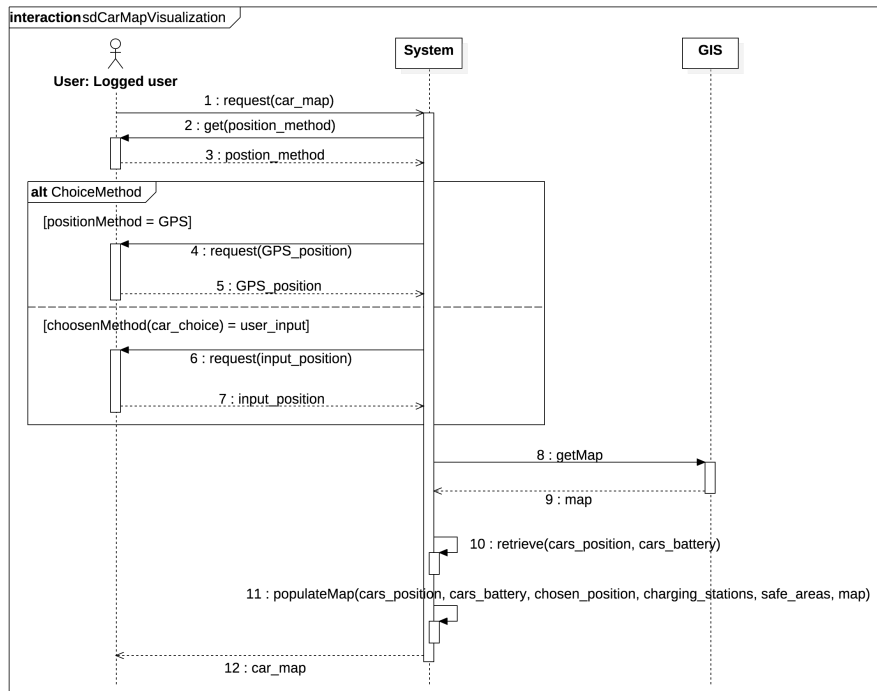 interaction sdCarMapVisualization
System
GIS
User: Logged user
1 : request(car_map)
2 : get(position_method)
3 : postion_method
alt ChoiceMethod
[positionMethod = GPS]
4 : request(GPS_position)
5 : GPS_position
[choosenMethod(car_choice) = user_input]
6 : request(input_position)
7 : input_position
8 : getMap
9 : map
10 : retrieve(cars_position, cars_battery)
11 : populateMap(cars_position, cars_battery, chosen_position, charging_stations, safe_areas, map)
12 : car_map